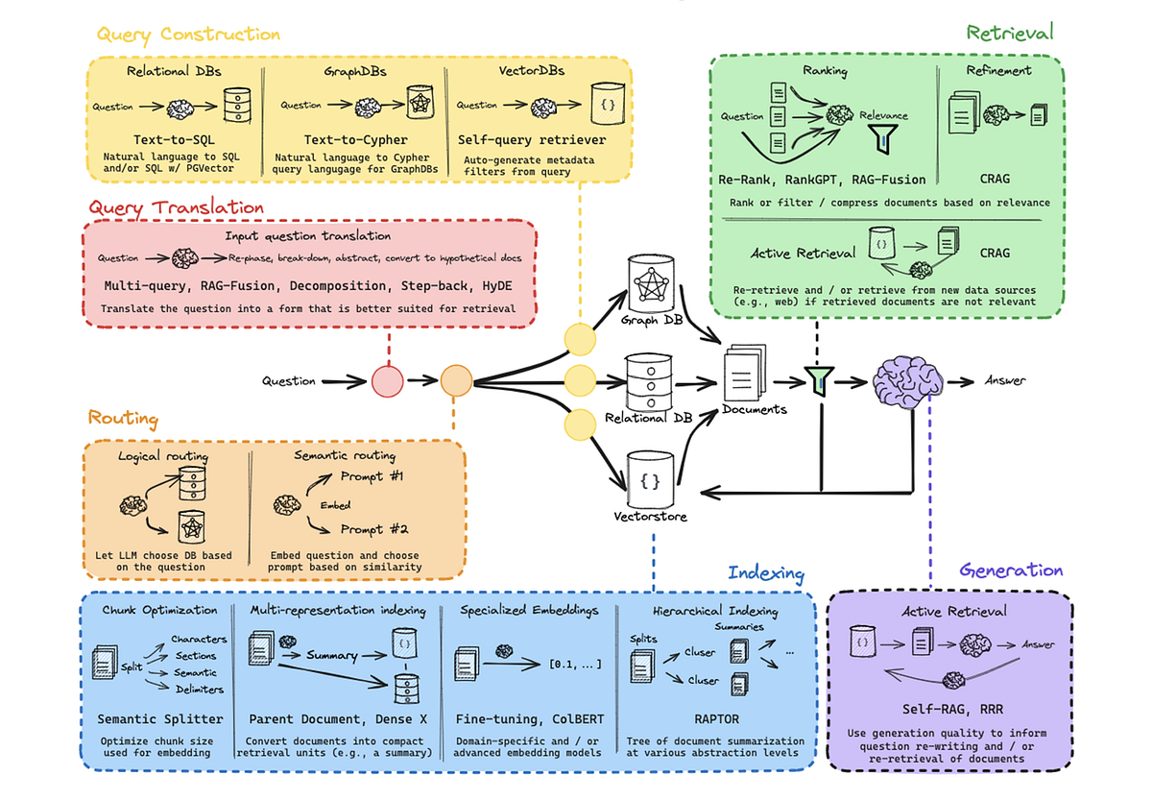 Query Construction
Relational DBs
Question
Text-to-SQL
Natural language to SQL
and/or SQL w/ PGVector
GraphDBs
Question
Text-to-Cypher
Natural language to Cypher
query langugage for GraphDBs
VectorDBs
Question
{}
Self-query retriever
Auto-generate metadata
filters from query
Retrieval
Ranking
Question
Relevance
Re-Rank, RankGPT, RAG-Fusion
Refinement
CRAG
Rank or filter / compress documents based on relevance
Active Retrieval
{}
CRAG
Re-retrieve and / or retrieve from new data sources
(e.g., web) if retrieved documents are not relevant
Query Translation
Input question translation
Question
Re-phase, break-down, abstract, convert to hypothetical docs
Multi-query, RAG-Fusion, Decomposition, Step-back, HyDE
Translate the question into a form that is better suited for retrieval
Question
Graph DB
Relational DB
{}
Vectorstore
Documents
Answer
Routing
Logical routing
Let LLM choose DB based
on the question
Semantic routing
Prompt #1
Embed
Prompt #2
Embed question and choose
prompt based on similarity
Indexing
Chunk Optimization
Split
Characters
Sections
Semantic
Delimiters
Semantic Splitter
Optimize chunk size
used for embedding
Multi-representation indexing
Summary
{}
Parent Document, Dense X
Convert documents into compact
retrieval units (e.g., a summary)
Specialized Embeddings
[0.1, ...]
Fine-tuning, ColBERT
Domain-specific and / or
advanced embedding models
Hierarchical Indexing
Summaries
Splits
Cluser
Cluser
...
RAPTOR
Tree of document summarization
at various abstraction levels
Generation
Active Retrieval
{}
Answer
Self-RAG, RRR
Use generation quality to inform
question re-writing and / or
re-retrieval of documents